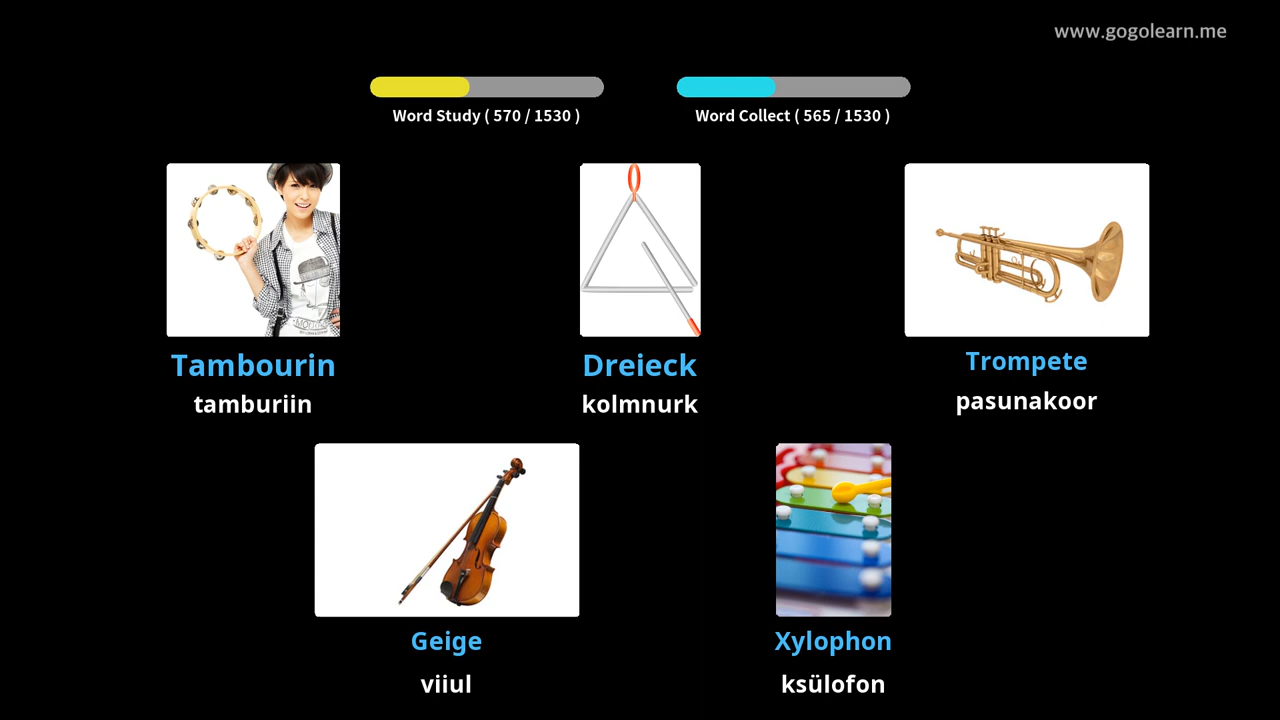 www.gogolearn.me
Word Study ( 570 / 1530 )
Word Collect ( 565 / 1530 )
Tambourin
tamburiin
Dreieck
kolmnurk
Trompete
pasunakoor
Geige
viiul
Xylophon
ksülofon